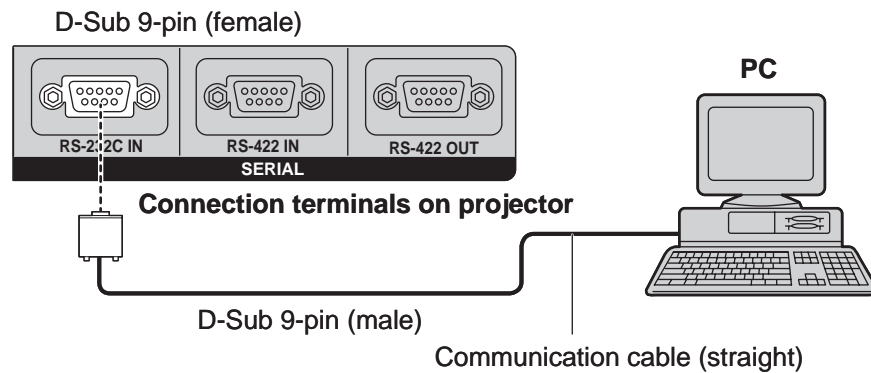 D-Sub 9-pin (female)
PC
RS-232C IN
RS-422 IN
RS-422 OUT
SERIAL
Connection terminals on projector
D-Sub 9-pin (male)
Communication cable (straight)